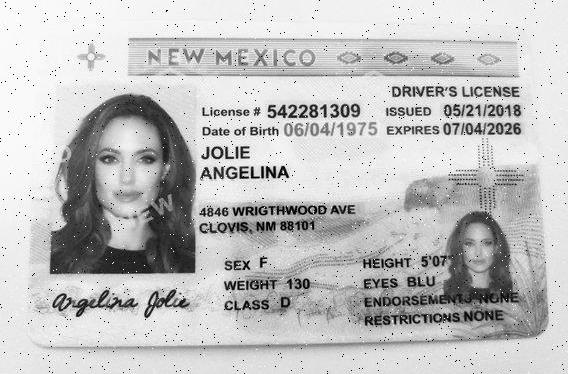 NEW MEXICO
DRIVER'S LICENSE
License # 542281309 ISSUED 05/21/2018
Date of Birth 06/04/1975 EXPIRES 07/04/2026
JOLIE
ANGELINA
4846 WRIGTHWOOD AVE
CLOVIS, NM 88101
SEX F HEIGHT 5'07"
WEIGHT 130 EYES BLU
CLASS D ENDORSEMENTS NONE
RESTRICTIONS NONE
Angelina Jolie